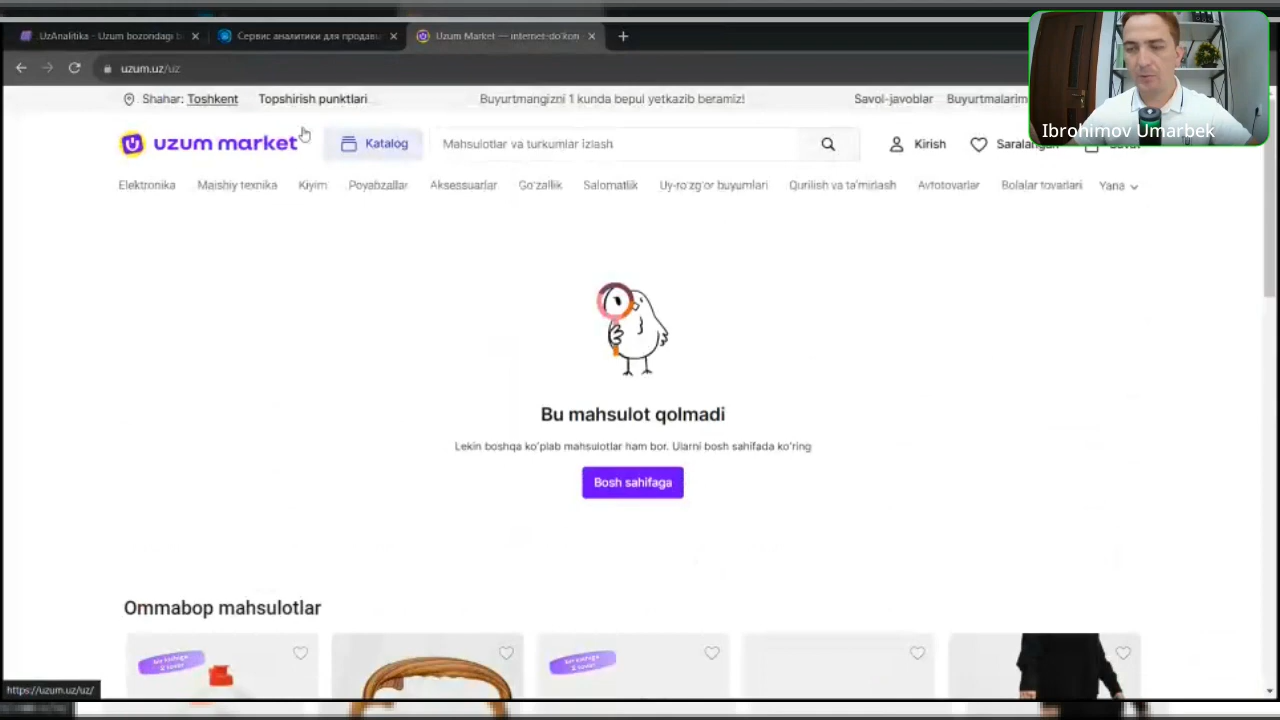 UzAnalitika - Uzum bozondagi b
Сервис аналитики для продавц
Uzum Market — internet-do'kon
uzum.uz/uz
Shahar: Toshkent
Topshirish punktlari
Buyurtmangizni 1 kunda bepul yetkazib beramiz!
Savol-javoblar
Buyurtmalarim
Ibrohimov Umarbek
uzum market
Katalog
Mahsulotlar va turkumlar izlash
Kirish
Saralangan
Elektronika
Maishiy texnika
Kiyim
Poyabzallar
Aksessuarlar
Go'zallik
Salomatlik
Uy-ro'zg'or buyumlari
Qurilish va ta'mirlash
Avtotovarlar
Bolalar tovarlari
Yana
Bu mahsulot qolmadi
Lekin boshqa ko'plab mahsulotlar ham bor. Ularni bosh sahifada ko'ring
Bosh sahifaga
Ommabop mahsulotlar
https://uzum.uz/uz/